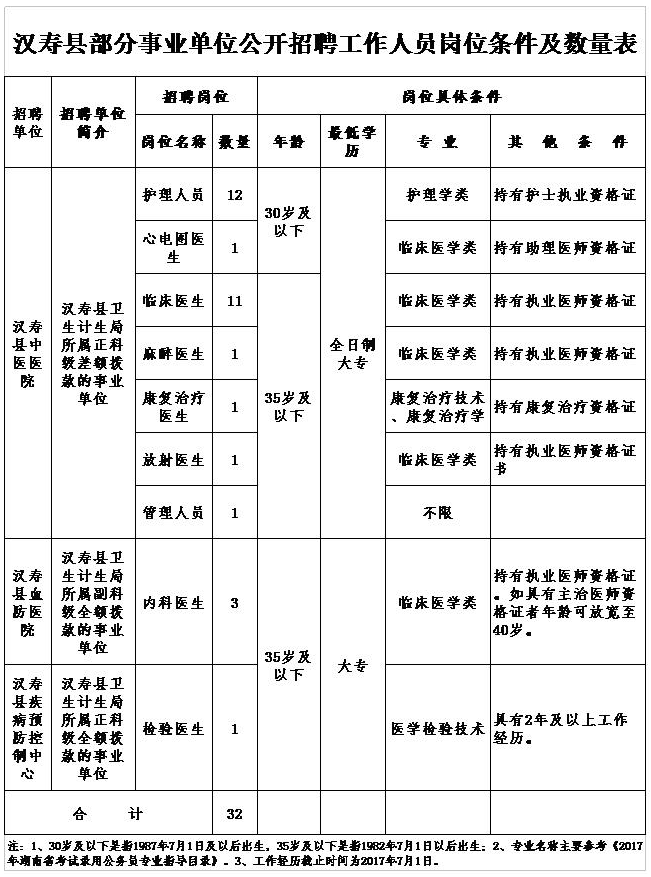 汉寿县部分事业单位公开招聘工作人员岗位条件及数量表
招聘
单位
招聘单位
简介
招聘岗位
岗位具体条件
岗位名称
数量
年龄
最低学
历
专 业
其 他 条 件
汉寿
县中
医医
院
汉寿县卫
生计生局
所属正科
级差额拨
款的事业
单位
护理人员
12
30岁及
以下
全日制
大专
护理学类
持有护士执业资格证
心电图医
生
1
临床医学类
持有助理医师资格证
临床医生
11
35岁及
以下
临床医学类
持有执业医师资格证
麻醉医生
1
临床医学类
持有执业医师资格证
康复治疗
医生
1
康复治疗技术
、康复治疗学
持有康复治疗资格证
放射医生
1
临床医学类
持有执业医师资格证
书
管理人员
1
不限
汉寿
县血
防医
院
汉寿县卫
生计生局
所属副科
级全额拨
款的事业
单位
内科医生
3
35岁及
以下
大专
临床医学类
持有执业医师资格证
。如具有主治医师资
格证者年龄可放宽至
40岁。
汉寿
县疾
病预
防控
制中
心
汉寿县卫
生计生局
所属正科
级全额拨
款的事业
单位
检验医生
1
医学检验技术
具有2年及以上工作
经历。
合 计
32
注：1、30岁及以下是指1987年7月1日及以后出生，35岁及以下是指1982年7月1日以后出生；2、专业名称主要参考《2017
年湖南省考试录用公务员专业指导目录》。3、工作经历截止时间为2017年7月1日。